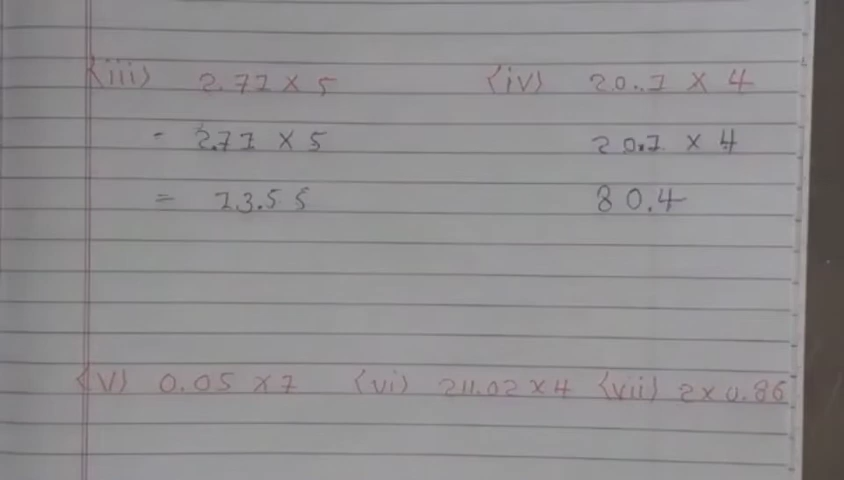 (iii) 2.71 × 5 (iv) 20.1 × 4
= 2.71 × 5 20.1 × 4
= 13.55 80.4
(v) 0.05 × 7 (vi) 211.02 × 4 (vii) 2 × 0.86